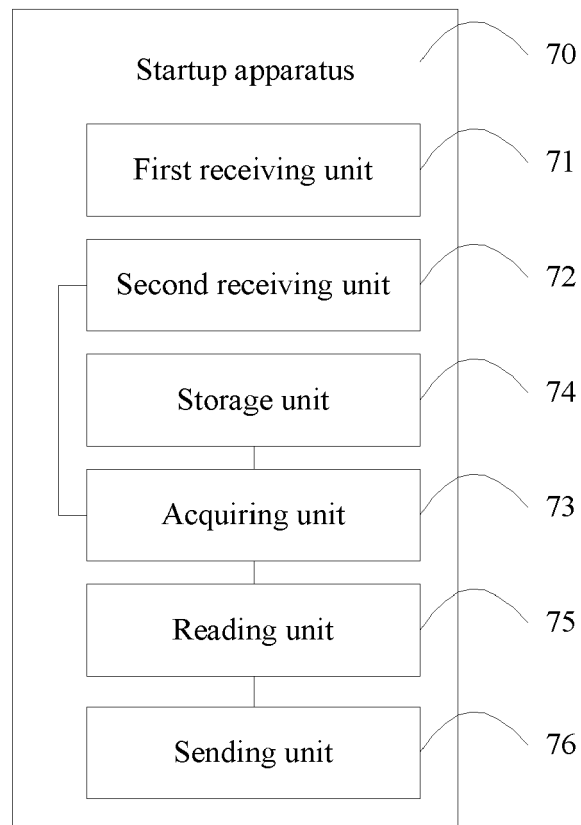 Startup apparatus 70
First receiving unit 71
Second receiving unit 72
Storage unit 74
Acquiring unit 73
Reading unit 75
Sending unit 76